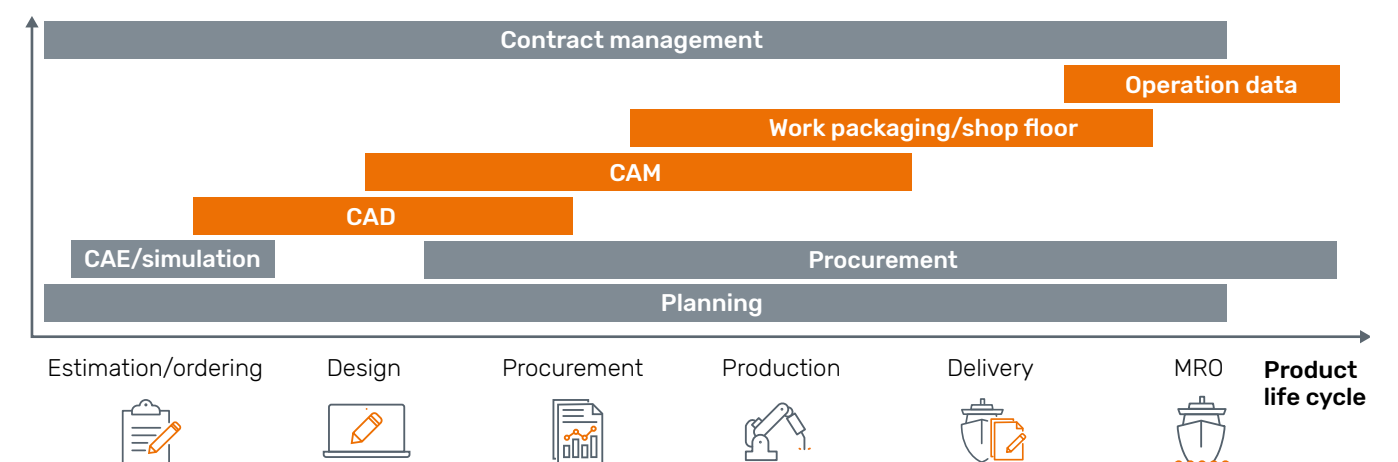 Contract management
Operation data
Work packaging/shop floor
CAM
CAD
CAE/simulation
Procurement
Planning
Estimation/ordering
Design
Procurement
Production
Delivery
MRO
Product
life cycle